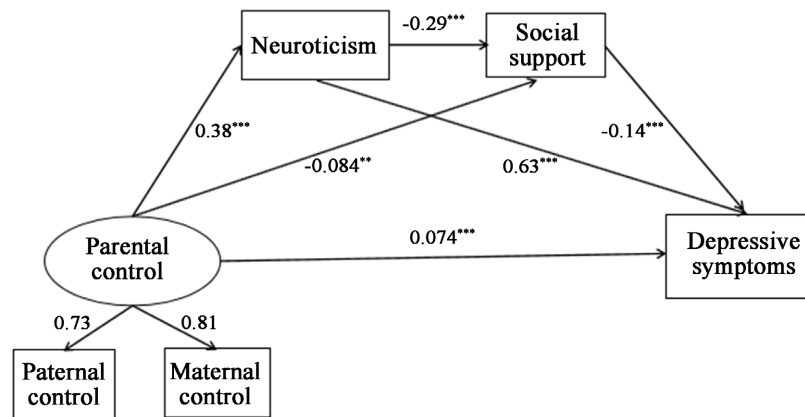 -0.29***
Neuroticism
Social
support
0.38***
-0.084**
0.63***
-0.14***
Parental
control
0.074***
Depressive
symptoms
0.73
0.81
Paternal
control
Maternal
control